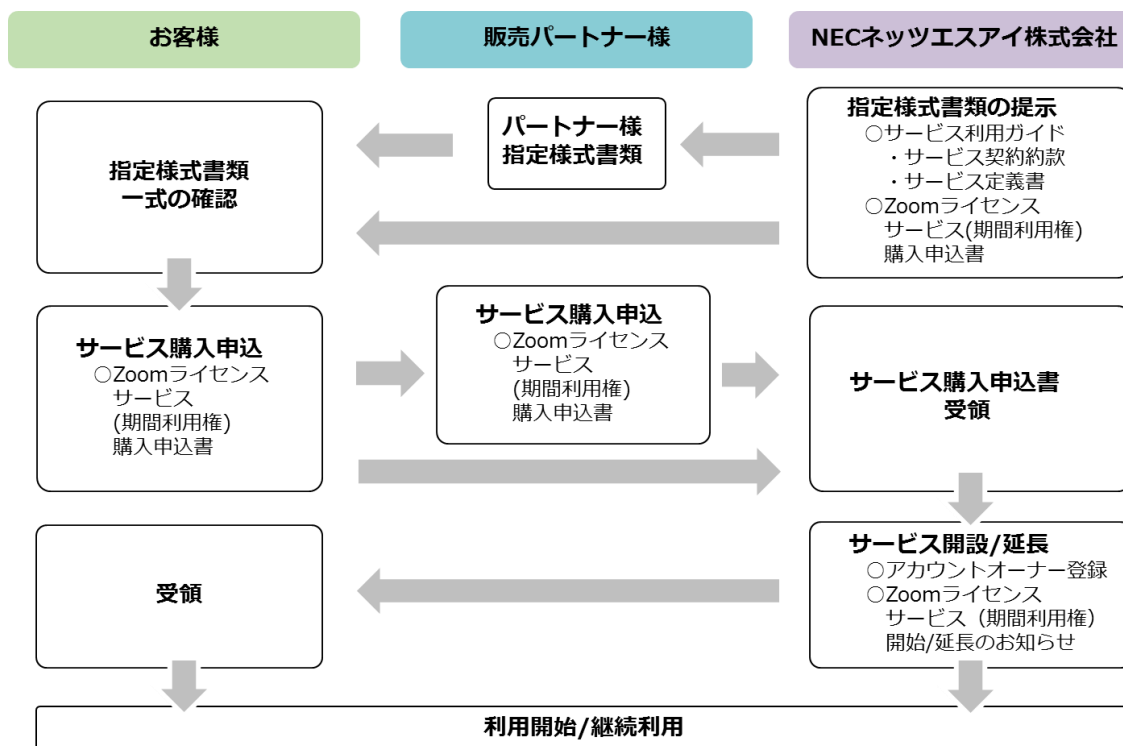 お客様
販売パートナー様
NECネッツエスアイ株式会社
指定様式書類
一式の確認
パートナー様
指定様式書類
指定様式書類の提示
○サービス利用ガイド
・サービス契約約款
・サービス定義書
○Zoomライセンス
サービス(期間利用権)
購入申込書
サービス購入申込
○Zoomライセンス
サービス
(期間利用権)
購入申込書
サービス購入申込
○Zoomライセンス
サービス
(期間利用権)
購入申込書
サービス購入申込書
受領
受領
サービス開設/延長
○アカウントオーナー登録
○Zoomライセンス
サービス（期間利用権）
開始/延長のお知らせ
利用開始/継続利用